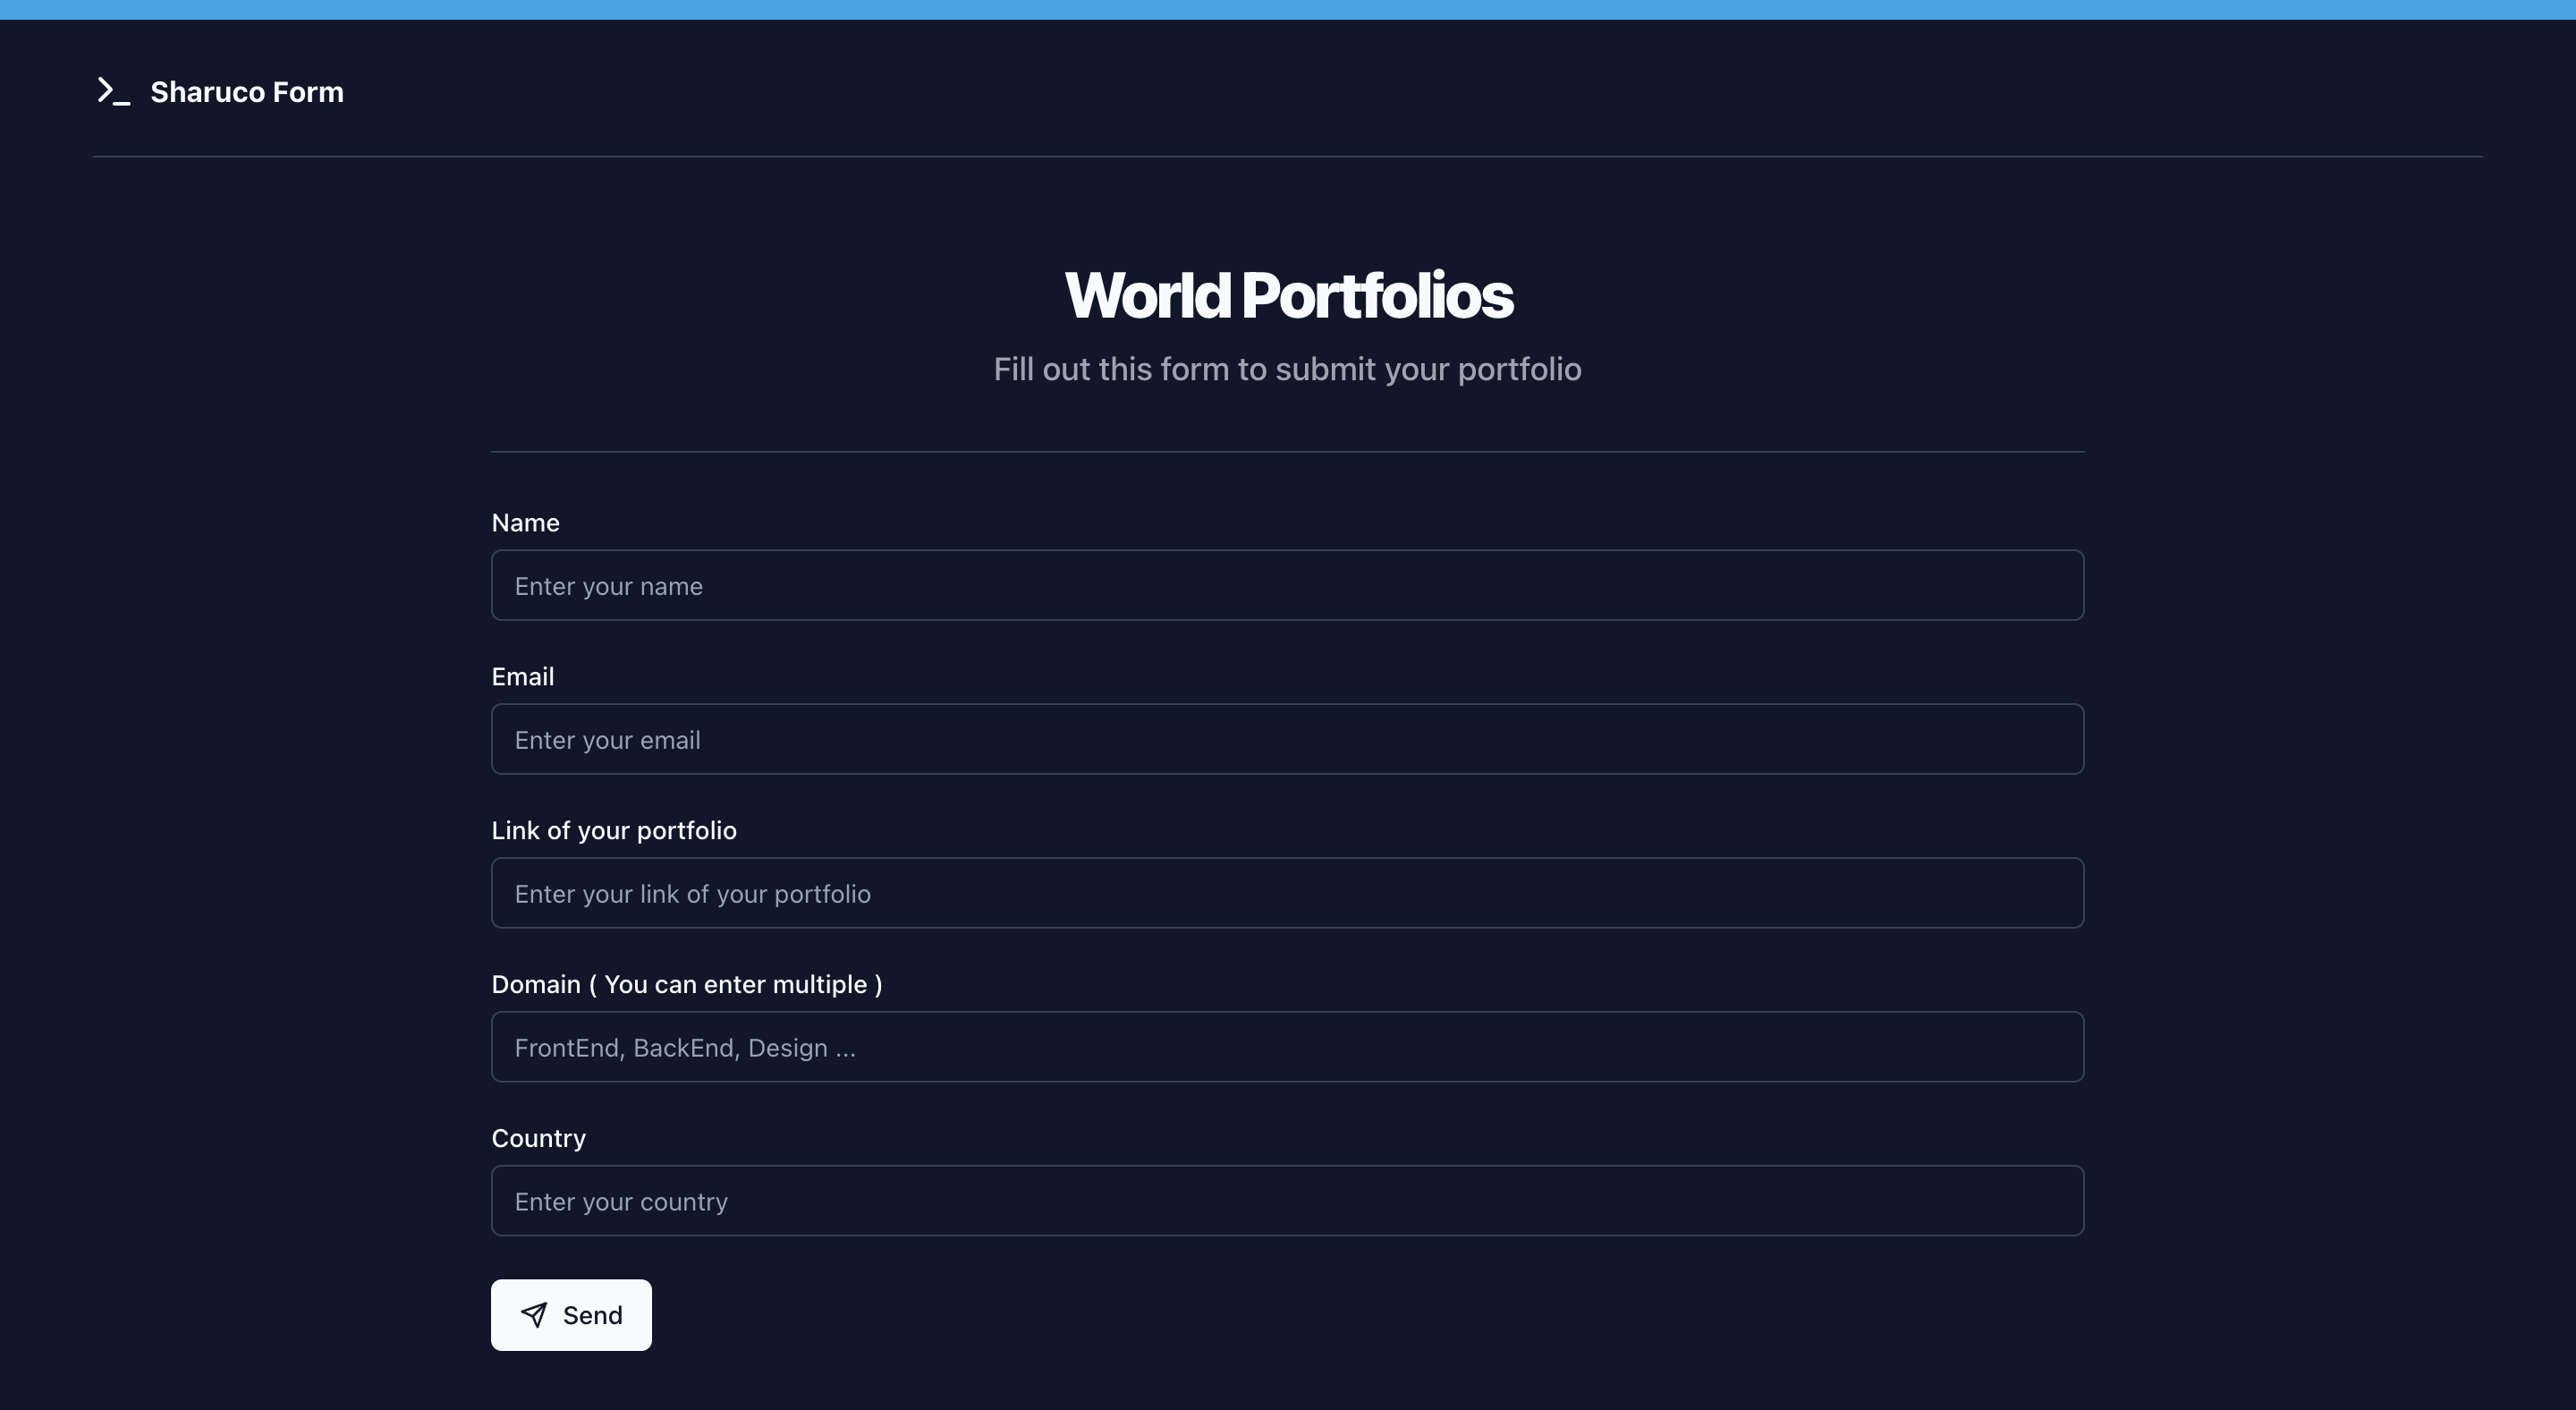 Sharuco Form
World Portfolios
Fill out this form to submit your portfolio
Name
Enter your name
Email
Enter your email
Link of your portfolio
Enter your link of your portfolio
Domain ( You can enter multiple )
FrontEnd, BackEnd, Design ...
Country
Enter your country
Send